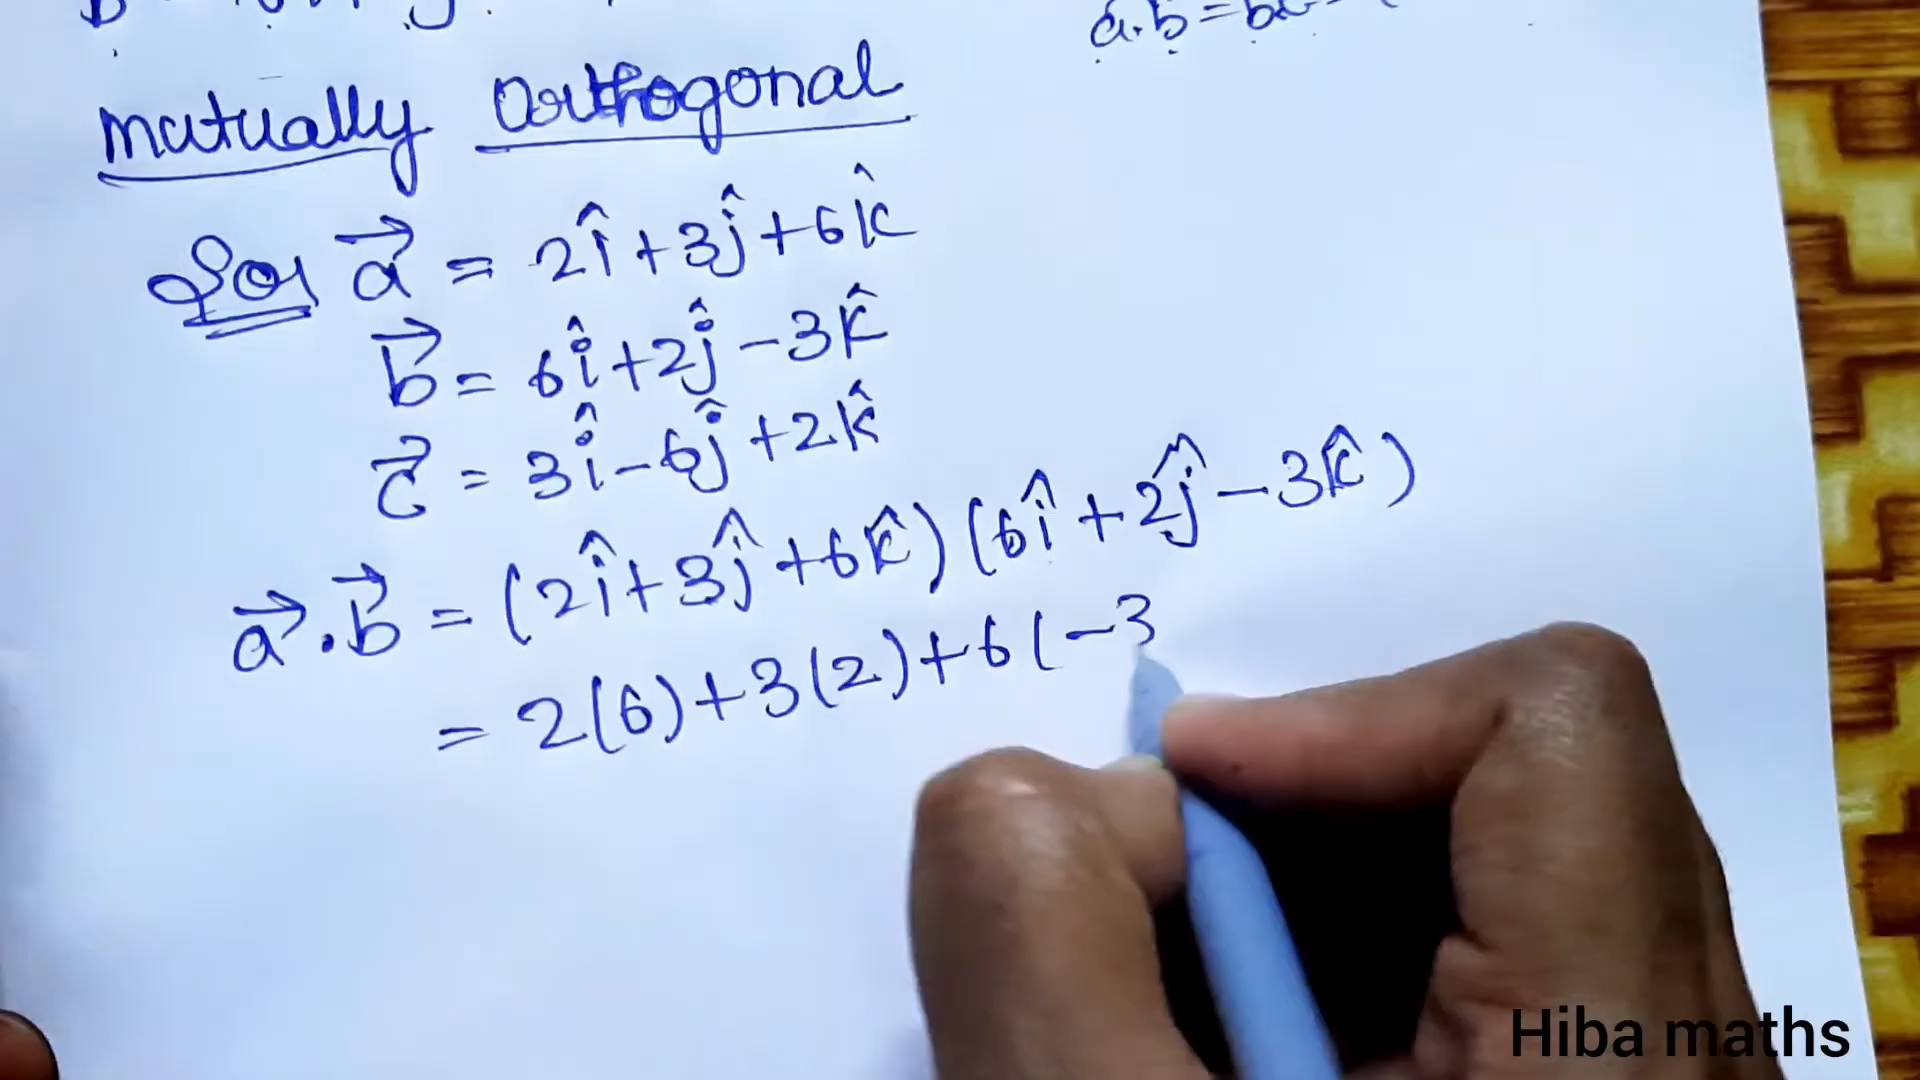 a.b=
mutually Orthogonal
Sol a⃗ = 2î+3ĵ+6k̂
b⃗ = 6î+2ĵ-3k̂
c⃗ = 3î-6ĵ+2k̂
a⃗.b⃗ = (2î+3ĵ+6k̂)(6î+2ĵ-3k̂)
= 2(6)+3(2)+6(-3
Hiba maths